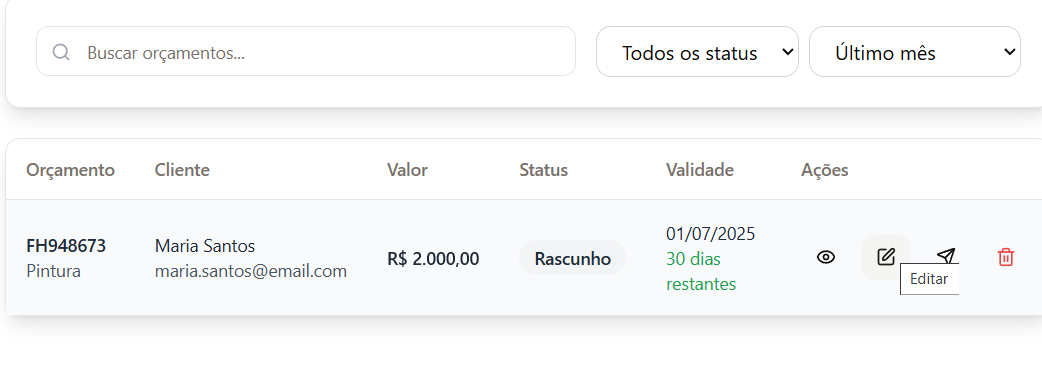 Buscar orçamentos...
Todos os status
Último mês
Orçamento Cliente Valor Status Validade Ações
FH948673
Pintura
Maria Santos
maria.santos@email.com
R$ 2.000,00
Rascunho
01/07/2025
30 dias
restantes
Editar